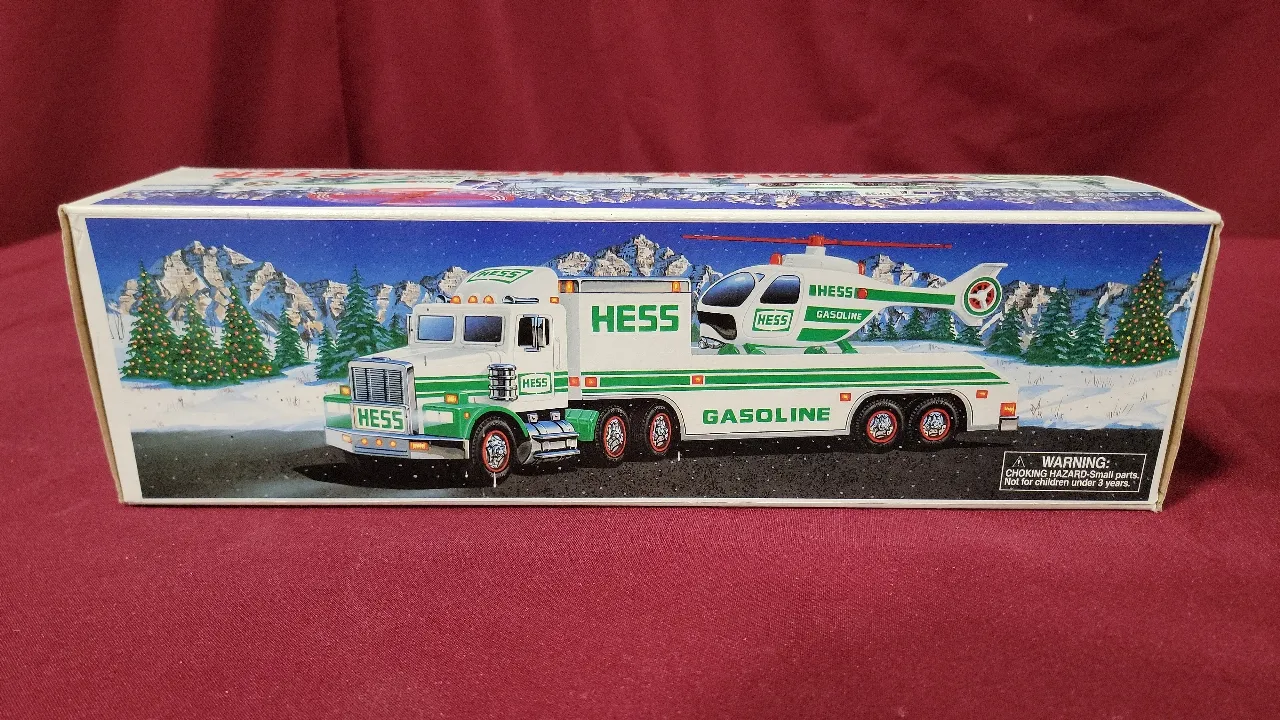 HESS
HESS
HESS
HESS
HESS
GASOLINE
HESS
HESS
GASOLINE
WARNING:
CHOKING HAZARD-Small parts.
Not for children under 3 years.